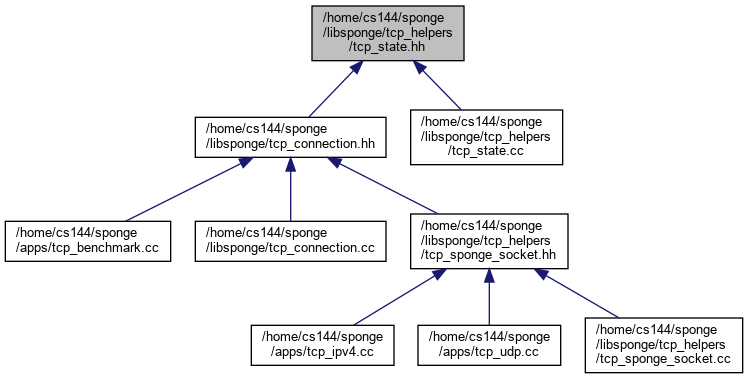 /home/cs144/sponge
/libsponge/tcp_helpers
/tcp_state.hh
/home/cs144/sponge
/libsponge/tcp_connection.hh
/home/cs144/sponge
/libsponge/tcp_helpers
/tcp_state.cc
/home/cs144/sponge
/apps/tcp_benchmark.cc
/home/cs144/sponge
/libsponge/tcp_connection.cc
/home/cs144/sponge
/libsponge/tcp_helpers
/tcp_sponge_socket.hh
/home/cs144/sponge
/apps/tcp_ipv4.cc
/home/cs144/sponge
/apps/tcp_udp.cc
/home/cs144/sponge
/libsponge/tcp_helpers
/tcp_sponge_socket.cc